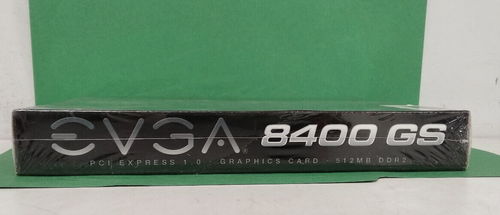 EVGA® 8400 GS
PCI EXPRESS 1.0 · GRAPHICS CARD · 512MB DDR2